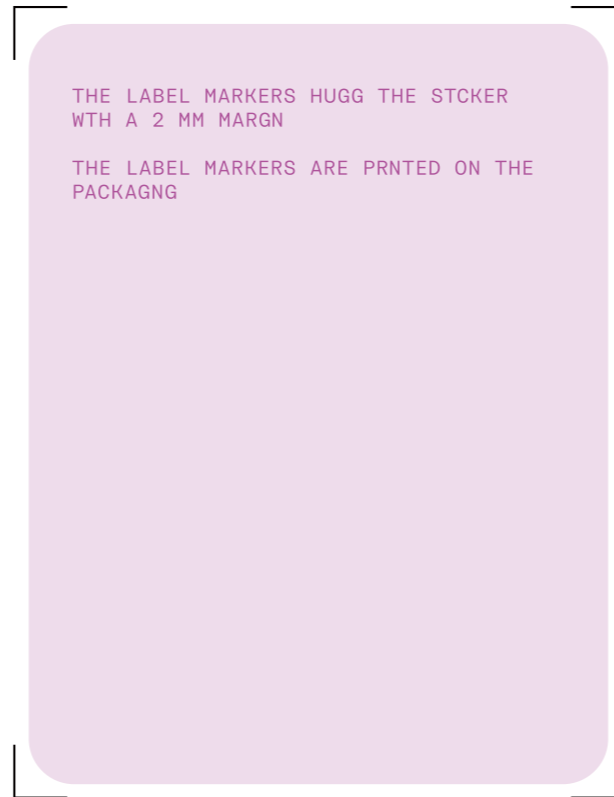 THE LABEL MARKERS HUGG THE STCKER
WTH A 2 MM MARGN
THE LABEL MARKERS ARE PRNTED ON THE
PACKAGNG